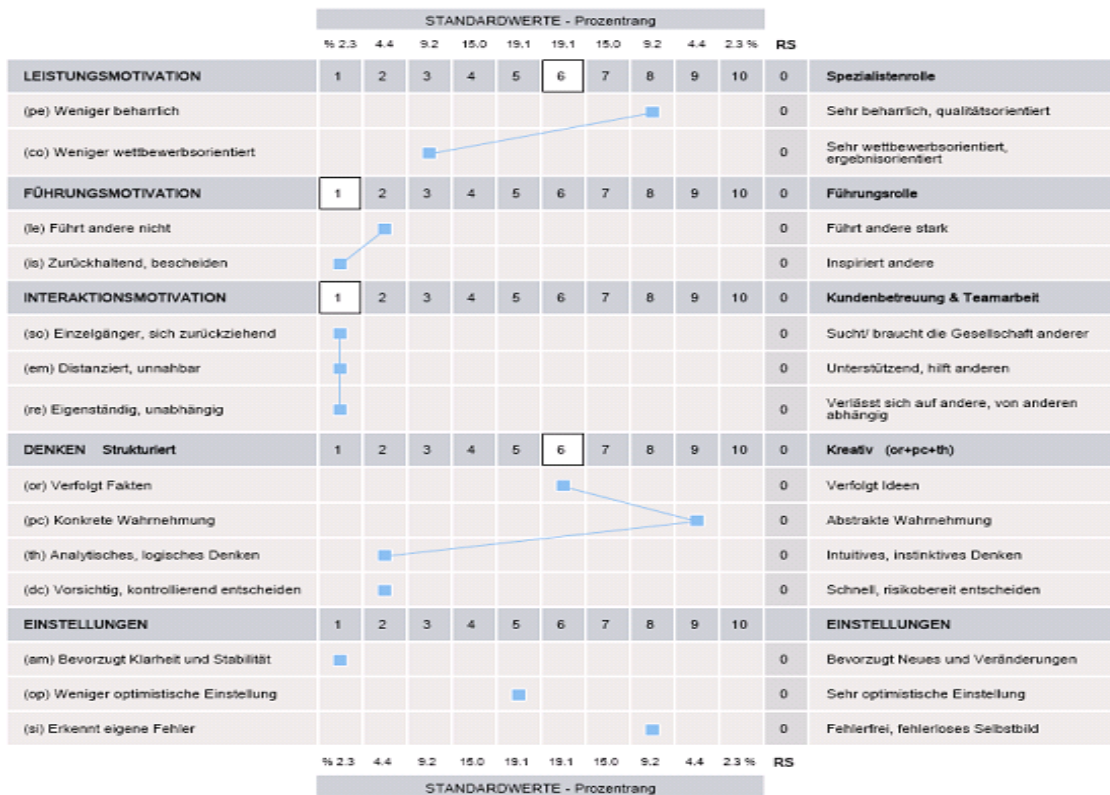 STANDARDWERTE - Prozentrang
% 2.3 4.4 9.2 15.0 19.1 19.1 15.0 9.2 4.4 2.3 % RS
LEISTUNGSMOTIVATION 1 2 3 4 5 6 7 8 9 10 0 Spezialistenrolle
(pe) Weniger beharrlich 0 Sehr beharrlich, qualitätsorientiert
(co) Weniger wettbewerbsorientiert 0 Sehr wettbewerbsorientiert,
ergebnisorientiert
FÜHRUNGSMOTIVATION 1 2 3 4 5 6 7 8 9 10 0 Führungsrolle
(le) Führt andere nicht 0 Führt andere stark
(is) Zurückhaltend, bescheiden 0 Inspiriert andere
INTERAKTIONSMOTIVATION 1 2 3 4 5 6 7 8 9 10 0 Kundenbetreuung & Teamarbeit
(so) Einzelgänger, sich zurückziehend 0 Sucht/ braucht die Gesellschaft anderer
(em) Distanziert, unnahbar 0 Unterstützend, hilft anderen
(re) Eigenständig, unabhängig 0 Verlässt sich auf andere, von anderen
abhängig
DENKEN Strukturiert 1 2 3 4 5 6 7 8 9 10 0 Kreativ (or+pc+th)
(or) Verfolgt Fakten 0 Verfolgt Ideen
(pc) Konkrete Wahrnehmung 0 Abstrakte Wahrnehmung
(th) Analytisches, logisches Denken 0 Intuitives, instinktives Denken
(dc) Vorsichtig, kontrollierend entscheiden 0 Schnell, risikobereit entscheiden
EINSTELLUNGEN 1 2 3 4 5 6 7 8 9 10 EINSTELLUNGEN
(am) Bevorzugt Klarheit und Stabilität 0 Bevorzugt Neues und Veränderungen
(op) Weniger optimistische Einstellung 0 Sehr optimistische Einstellung
(si) Erkennt eigene Fehler 0 Fehlerfrei, fehlerloses Selbstbild
% 2.3 4.4 9.2 15.0 19.1 19.1 15.0 9.2 4.4 2.3 % RS
STANDARDWERTE - Prozentrang